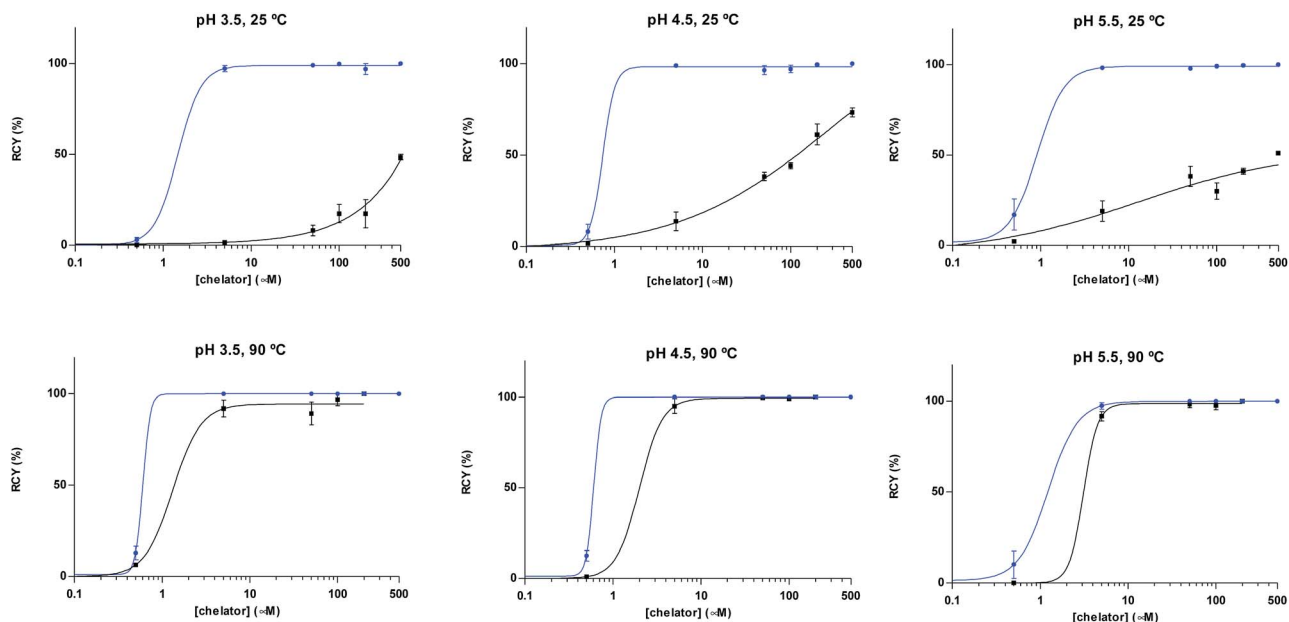 pH 3.5, 25 ºC
RCY (%)
100
50
0
0.1 1 10 100 500
[chelator] (∝M)
pH 4.5, 25 ºC
RCY (%)
100
50
0
0.1 1 10 100 500
[chelator] (∝M)
pH 5.5, 25 ºC
RCY (%)
100
50
0
0.1 1 10 100 500
[chelator] (∝M)
pH 3.5, 90 ºC
RCY (%)
100
50
0
0.1 1 10 100 500
[chelator] (∝M)
pH 4.5, 90 ºC
RCY (%)
100
50
0
0.1 1 10 100 500
[chelator] (∝M)
pH 5.5, 90 ºC
RCY (%)
100
50
0
0.1 1 10 100 500
[chelator] (∝M)